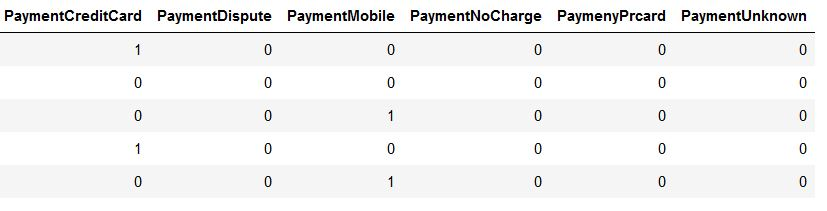 PaymentCreditCard PaymentDispute PaymentMobile PaymentNoCharge PaymenyPrcard PaymentUnknown
1 0 0 0 0 0
0 0 0 0 0 0
0 0 1 0 0 0
1 0 0 0 0 0
0 0 1 0 0 0